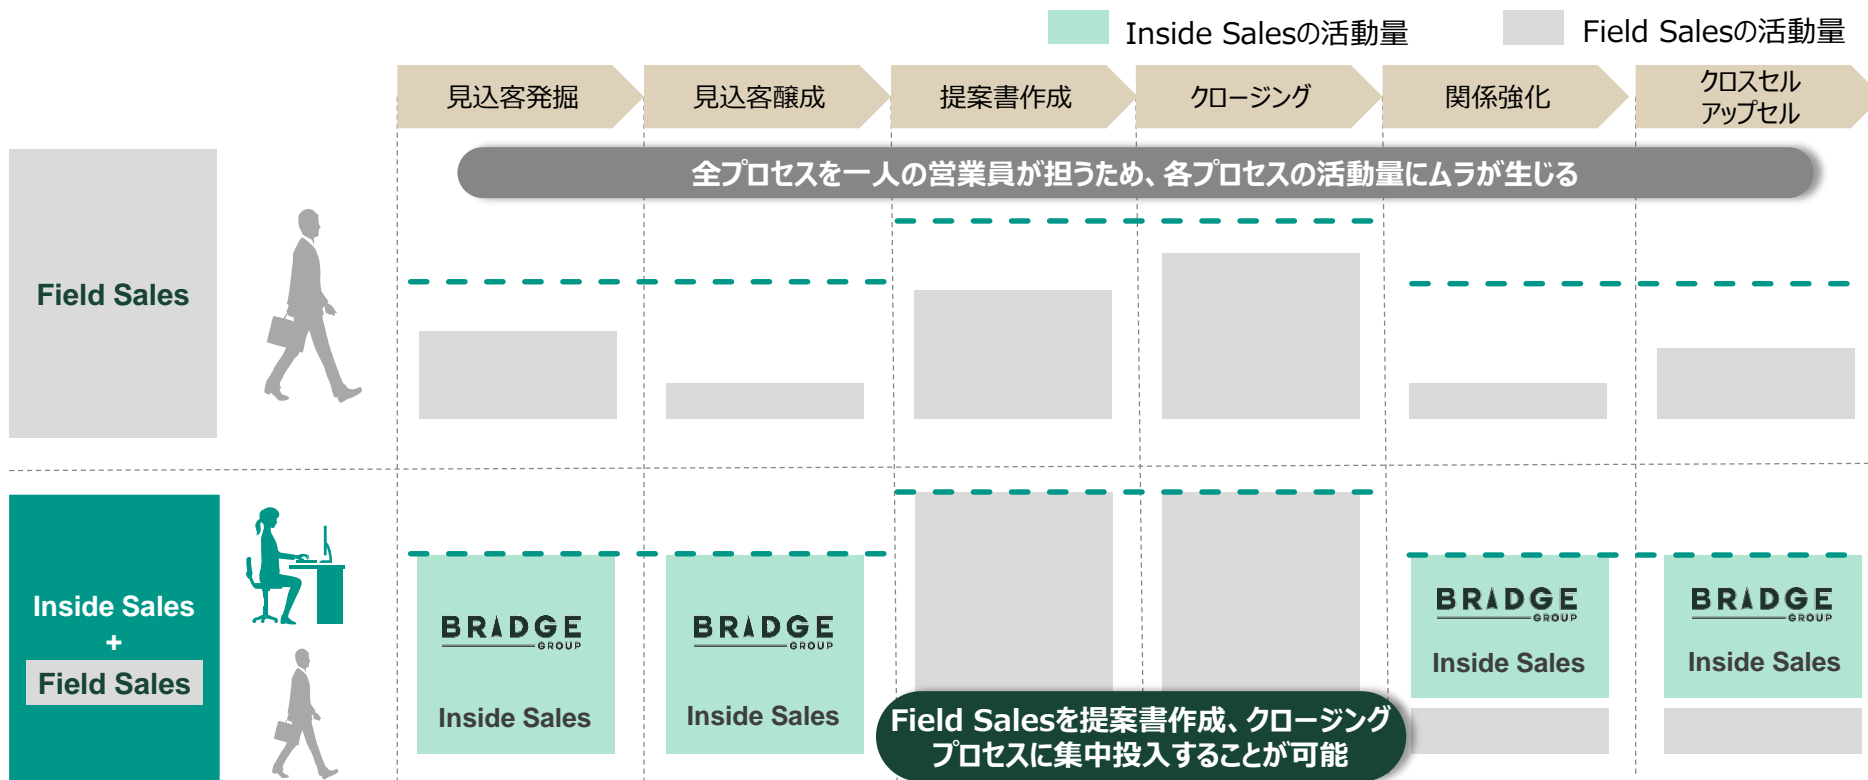 Inside Salesの活動量
Field Salesの活動量
見込客発掘
見込客醸成
提案書作成
クロージング
関係強化
クロスセル
アップセル
全プロセスを一人の営業員が担うため、各プロセスの活動量にムラが生じる
Field Sales
Inside Sales
+
Field Sales
BRIDGE
GROUP
Inside Sales
BRIDGE
GROUP
Inside Sales
Field Salesを提案書作成、クロージング
プロセスに集中投入することが可能
BRIDGE
GROUP
Inside Sales
BRIDGE
GROUP
Inside Sales